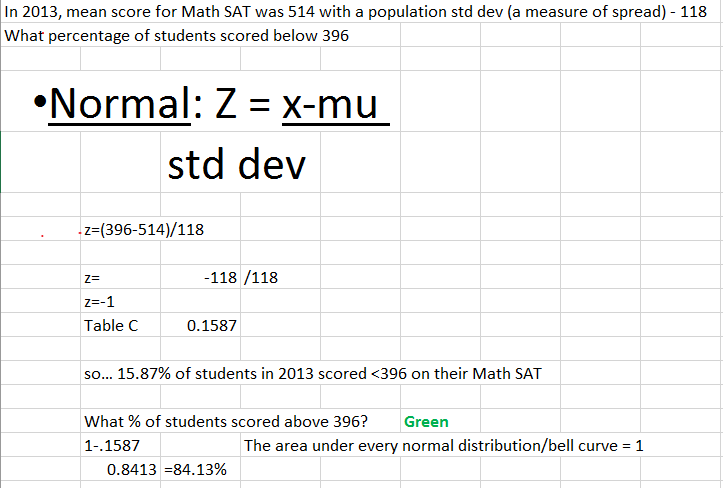 In 2013, mean score for Math SAT was 514 with a population std dev (a measure of spread) - 118
What percentage of students scored below 396
•Normal: Z = x-mu
std dev
z=(396-514)/118
z= -118 /118
z=-1
Table C 0.1587
so... 15.87% of students in 2013 scored <396 on their Math SAT
What % of students scored above 396? Green
1-.1587 The area under every normal distribution/bell curve = 1
0.8413 =84.13%